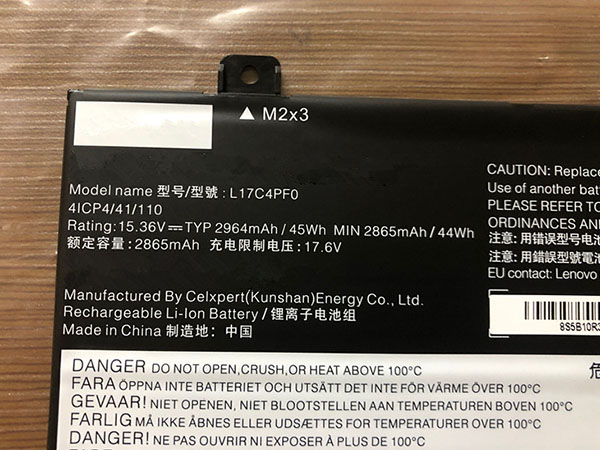 ▲ M2x3
Model name 型号/型號 : L17C4PF0
4ICP4/41/110
Rating: 15.36V⎓TYP 2964mAh / 45Wh MIN 2865mAh / 44Wh
额定容量: 2865mAh 充电限制电压: 17.6V
Manufactured By Celxpert(Kunshan)Energy Co., Ltd.
Rechargeable Li-Ion Battery / 锂离子电池组
Made in China 制造地: 中国
CAUTION: Replace
Use of another bat
PLEASE REFER TO
ORDINANCES AN
注意: 用错误型号电池
注意: 用錯誤型號電池
EU contact: Lenovo
8S5B10R3
DANGER DO NOT OPEN,CRUSH,OR HEAT ABOVE 100°C
FARA ÖPPNA INTE BATTERIET OCH UTSÄTT DET INTE FÖR VÄRME ÖVER 100°C
GEVAAR! NIET OPENEN, NIET BLOOTSTELLEN AAN TEMPERATUREN BOVEN 100°C
FARLIG MÅ IKKE ÅBNES ELLER UDSÆTTES FOR TEMPERATURER OVER 100°C
DANGER! NE PAS OUVRIR NI EXPOSER À PLUS DE 100°C
危